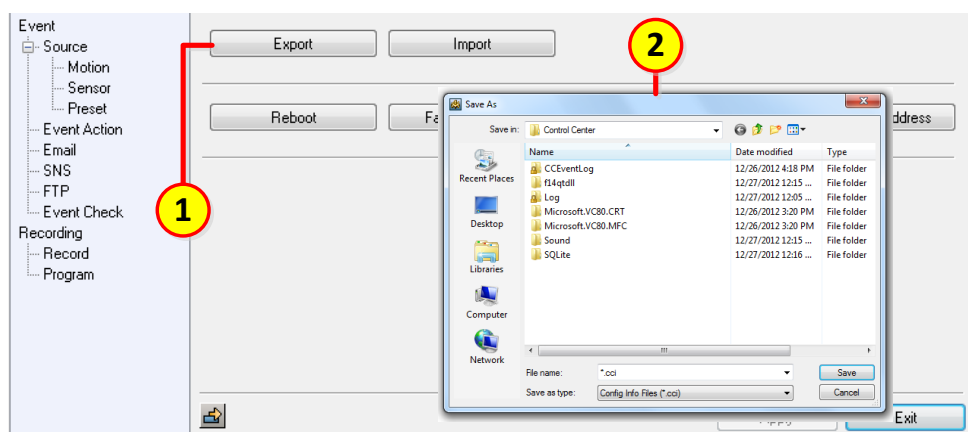 Event
Source
Motion
Sensor
Preset
Event Action
Email
SNS
FTP
Event Check
Recording
Record
Program
Export Import
Reboot Fa ddress
1
2
Save As
Save in: Control Center
Name Date modified Type
CCEventLog 12/26/2012 4:18 PM File folder
f14qtdll 12/27/2012 12:15 ... File folder
Log 12/27/2012 12:05 ... File folder
Microsoft.VC80.CRT 12/26/2012 3:20 PM File folder
Microsoft.VC80.MFC 12/26/2012 3:20 PM File folder
Sound 12/27/2012 12:15 ... File folder
SQLite 12/27/2012 12:16 ... File folder
Recent Places
Desktop
Libraries
Computer
Network
File name: *.cci Save
Save as type: Config Info Files (*.cci) Cancel
Exit